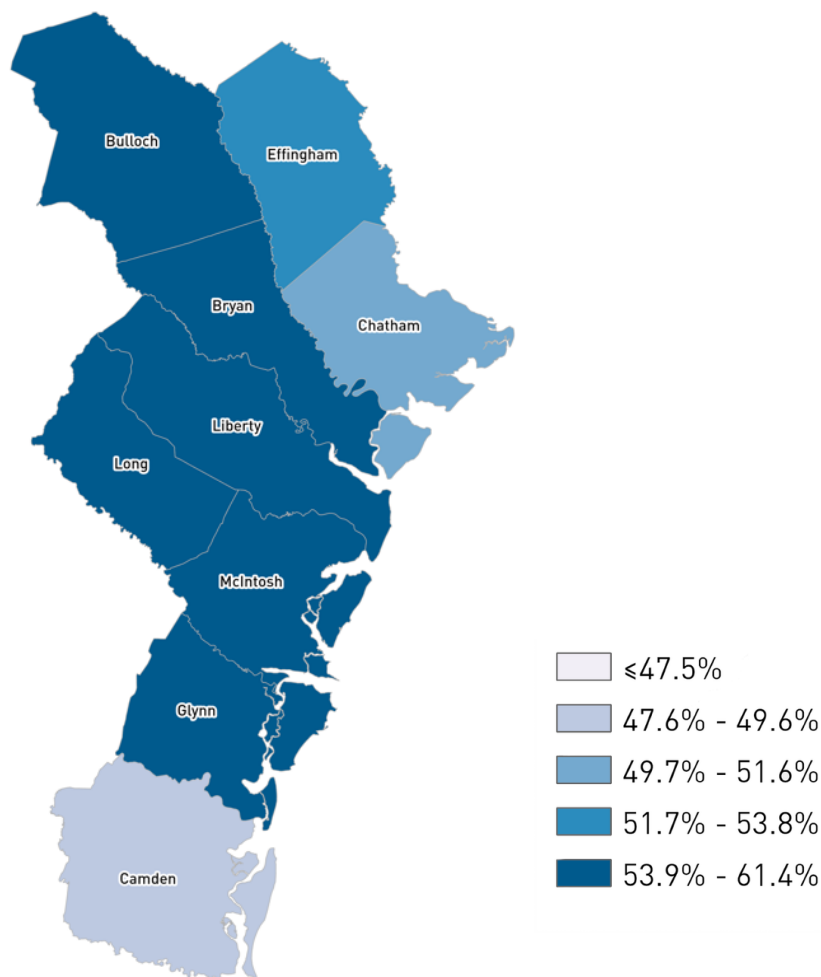 Bulloch
Effingham
Bryan
Chatham
Liberty
Long
McIntosh
Glynn
Camden
≤47.5%
47.6% - 49.6%
49.7% - 51.6%
51.7% - 53.8%
53.9% - 61.4%